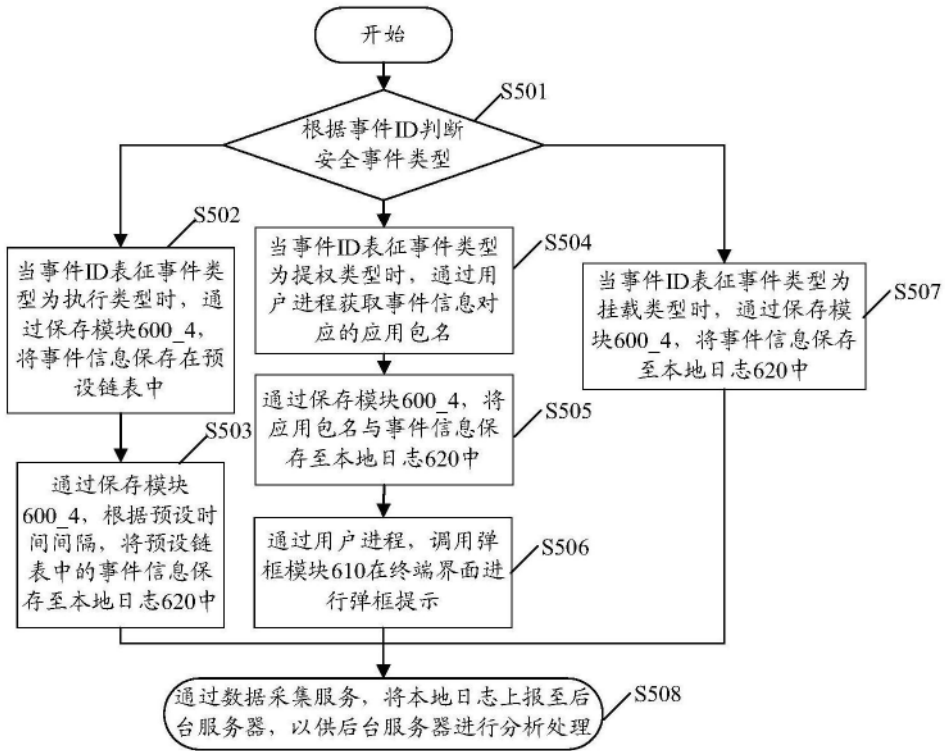 开始
S501
根据事件ID判断
安全事件类型
S502
当事件ID表征事件类
型为执行类型时，通
过保存模块600_4，
将事件信息保存在预
设链表中
S503
通过保存模块
600_4，根据预设时
间间隔，将预设链
表中的事件信息保
存至本地日志620中
S504
当事件ID表征事件类型
为提权类型时，通过用
户进程获取事件信息对
应的应用包名
S505
通过保存模块600_4，将
应用包名与事件信息保
存至本地日志620中
S506
通过用户进程，调用弹
框模块610在终端界面进
行弹框提示
S507
当事件ID表征事件类型为
挂载类型时，通过保存模
块600_4，将事件信息保存
至本地日志620中
S508
通过数据采集服务，将本地日志上报至后
台服务器，以供后台服务器进行分析处理